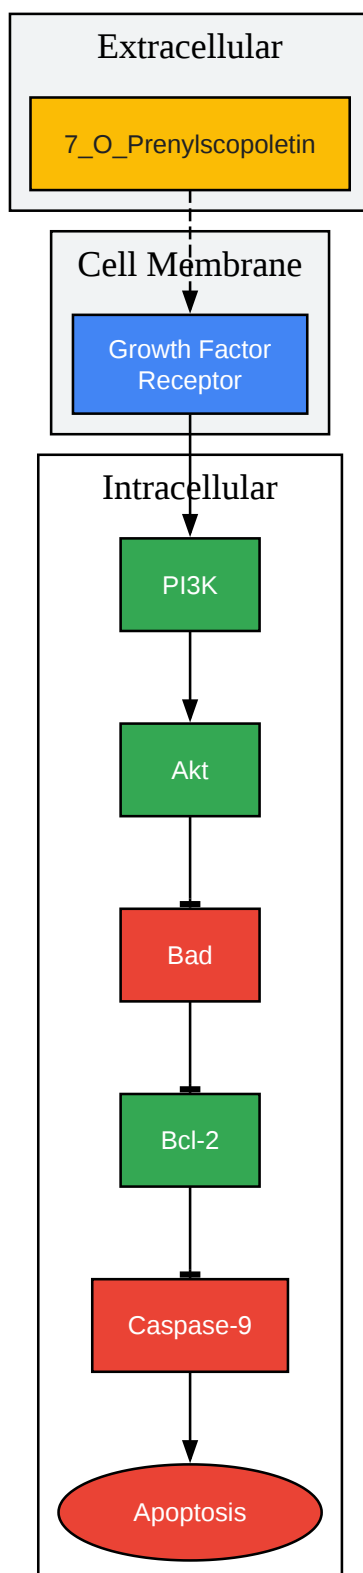 Extracellular
7_O_Prenylscopoletin
Cell Membrane
Growth Factor
Receptor
Intracellular
PI3K
Akt
Bad
Bcl-2
Caspase-9
Apoptosis